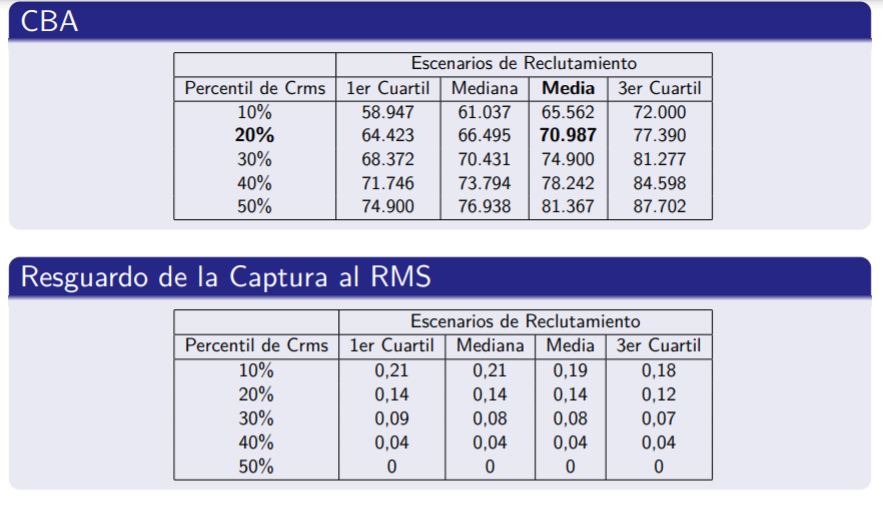 CBA
Escenarios de Reclutamiento
Percentil de Crms 1er Cuartil Mediana Media 3er Cuartil
10% 58.947 61.037 65.562 72.000
20% 64.423 66.495 70.987 77.390
30% 68.372 70.431 74.900 81.277
40% 71.746 73.794 78.242 84.598
50% 74.900 76.938 81.367 87.702
Resguardo de la Captura al RMS
Escenarios de Reclutamiento
Percentil de Crms 1er Cuartil Mediana Media 3er Cuartil
10% 0,21 0,21 0,19 0,18
20% 0,14 0,14 0,14 0,12
30% 0,09 0,08 0,08 0,07
40% 0,04 0,04 0,04 0,04
50% 0 0 0 0